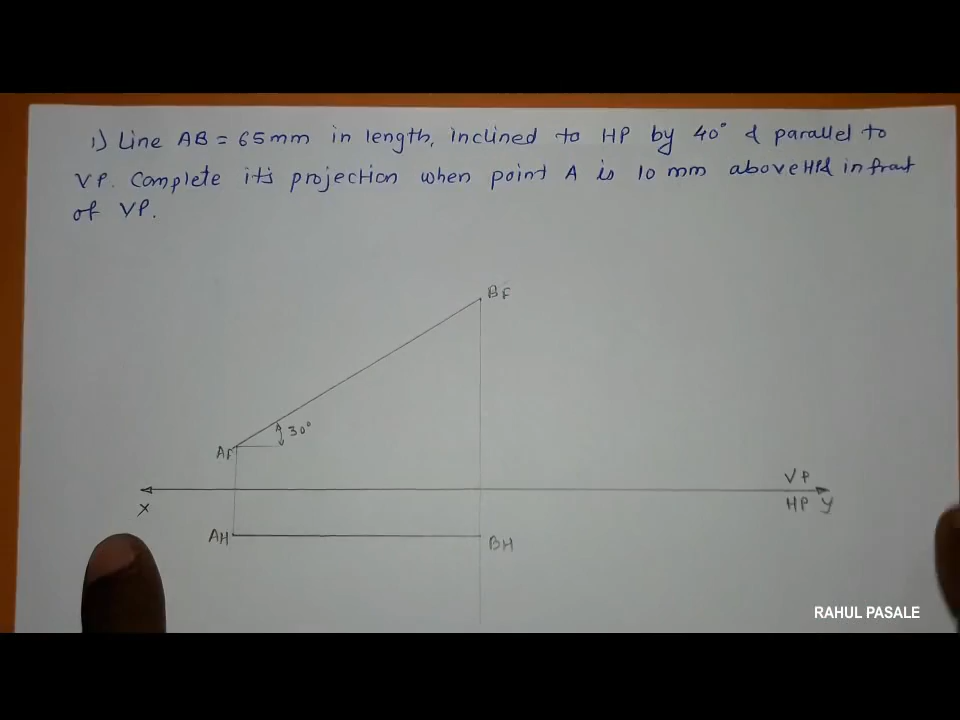 1) Line AB = 65mm in length, inclined to HP by 40° & parallel to
VP. Complete it's projection when point A is 10 mm above HP & in front
of VP.
BF
30°
AF
VP
X
HP Y
AH
BH
RAHUL PASALE